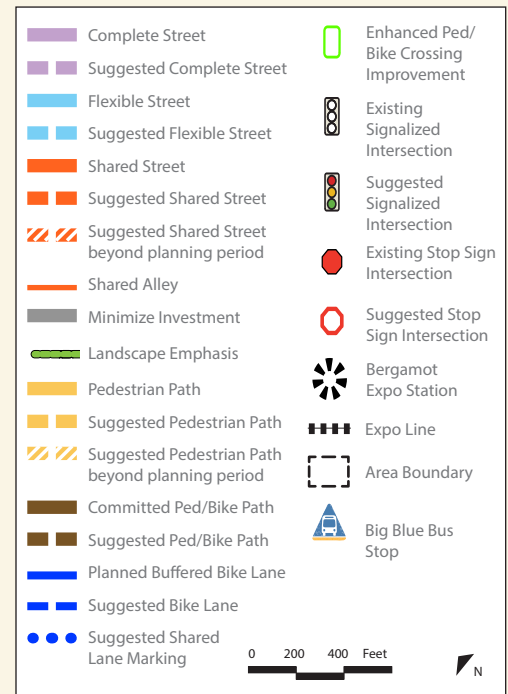 Complete Street
Suggested Complete Street
Flexible Street
Suggested Flexible Street
Shared Street
Suggested Shared Street
Suggested Shared Street
beyond planning period
Shared Alley
Minimize Investment
Landscape Emphasis
Pedestrian Path
Suggested Pedestrian Path
Suggested Pedestrian Path
beyond planning period
Committed Ped/Bike Path
Suggested Ped/Bike Path
Planned Buffered Bike Lane
Suggested Bike Lane
Suggested Shared
Lane Marking
Enhanced Ped/
Bike Crossing
Improvement
Existing
Signalized
Intersection
Suggested
Signalized
Intersection
Existing Stop Sign
Intersection
Suggested Stop
Sign Intersection
Bergamot
Expo Station
Expo Line
Area Boundary
Big Blue Bus
Stop
0 200 400 Feet
N